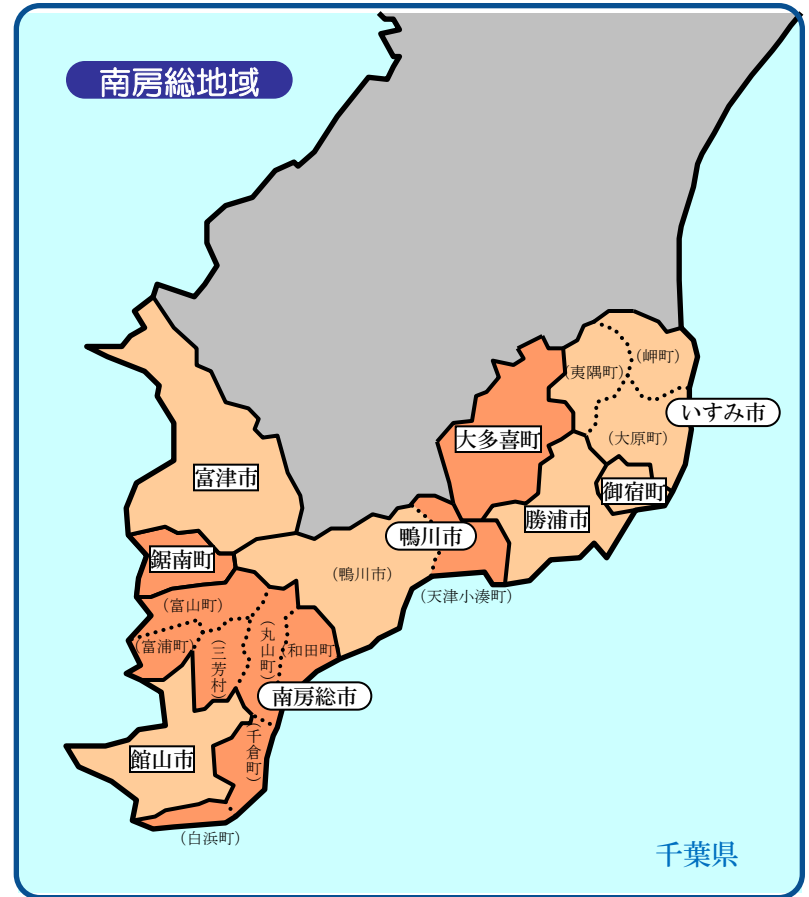 南房総地域
(岬町)
(夷隅町)
いすみ市
大多喜町
(大原町)
富津市
御宿町
勝浦市
鴨川市
鋸南町
(鴨川市)
(天津小湊町)
(富山町)
(丸山町)
(富浦町)
(三芳村)
(和田町
南房総市
(千倉町)
館山市
(白浜町)
千葉県